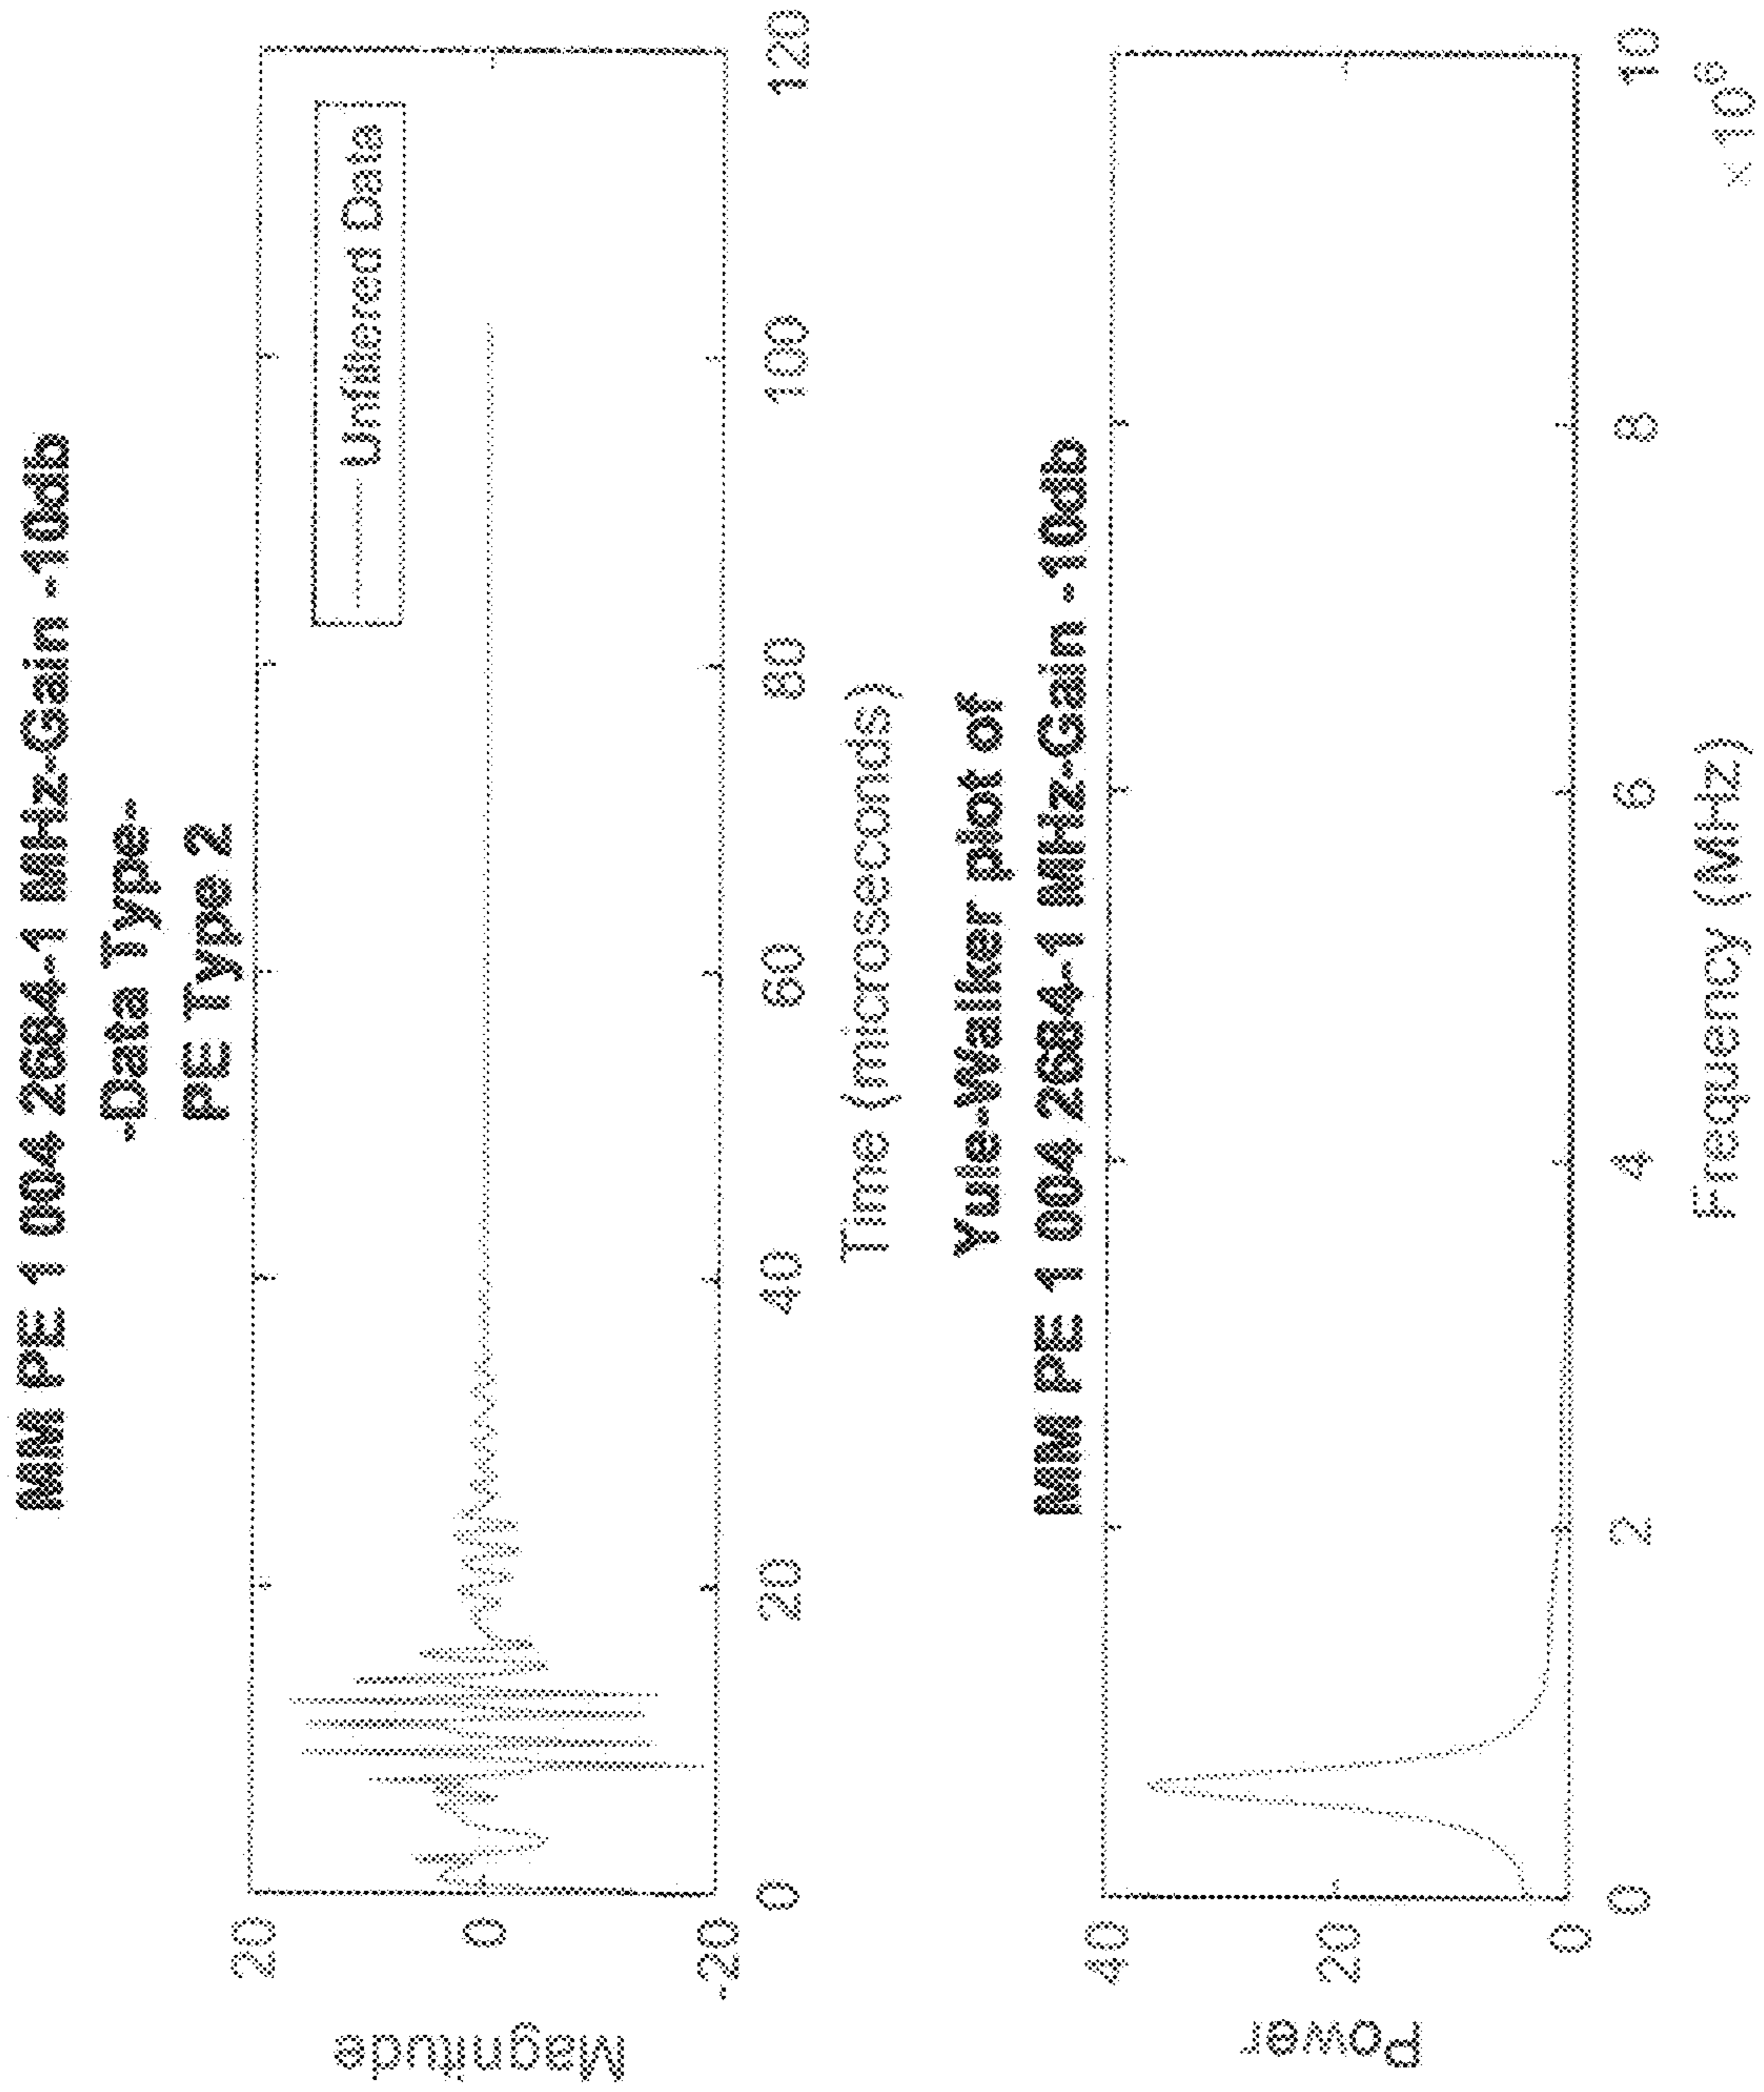 MM PE 1 004 2684-1 MHz-Gain -10db
-Data Type-
PE Type 2
Magnitude
20
0
-20
Unfiltered Data
0 20 40 60 80 100 120
Time (microseconds)
Yule-Walker plot of
MM PE 1 004 2684-1 MHz-Gain -10db
Power
40
20
0
0 2 4 6 8 10
Frequency (MHz)
× 10⁶